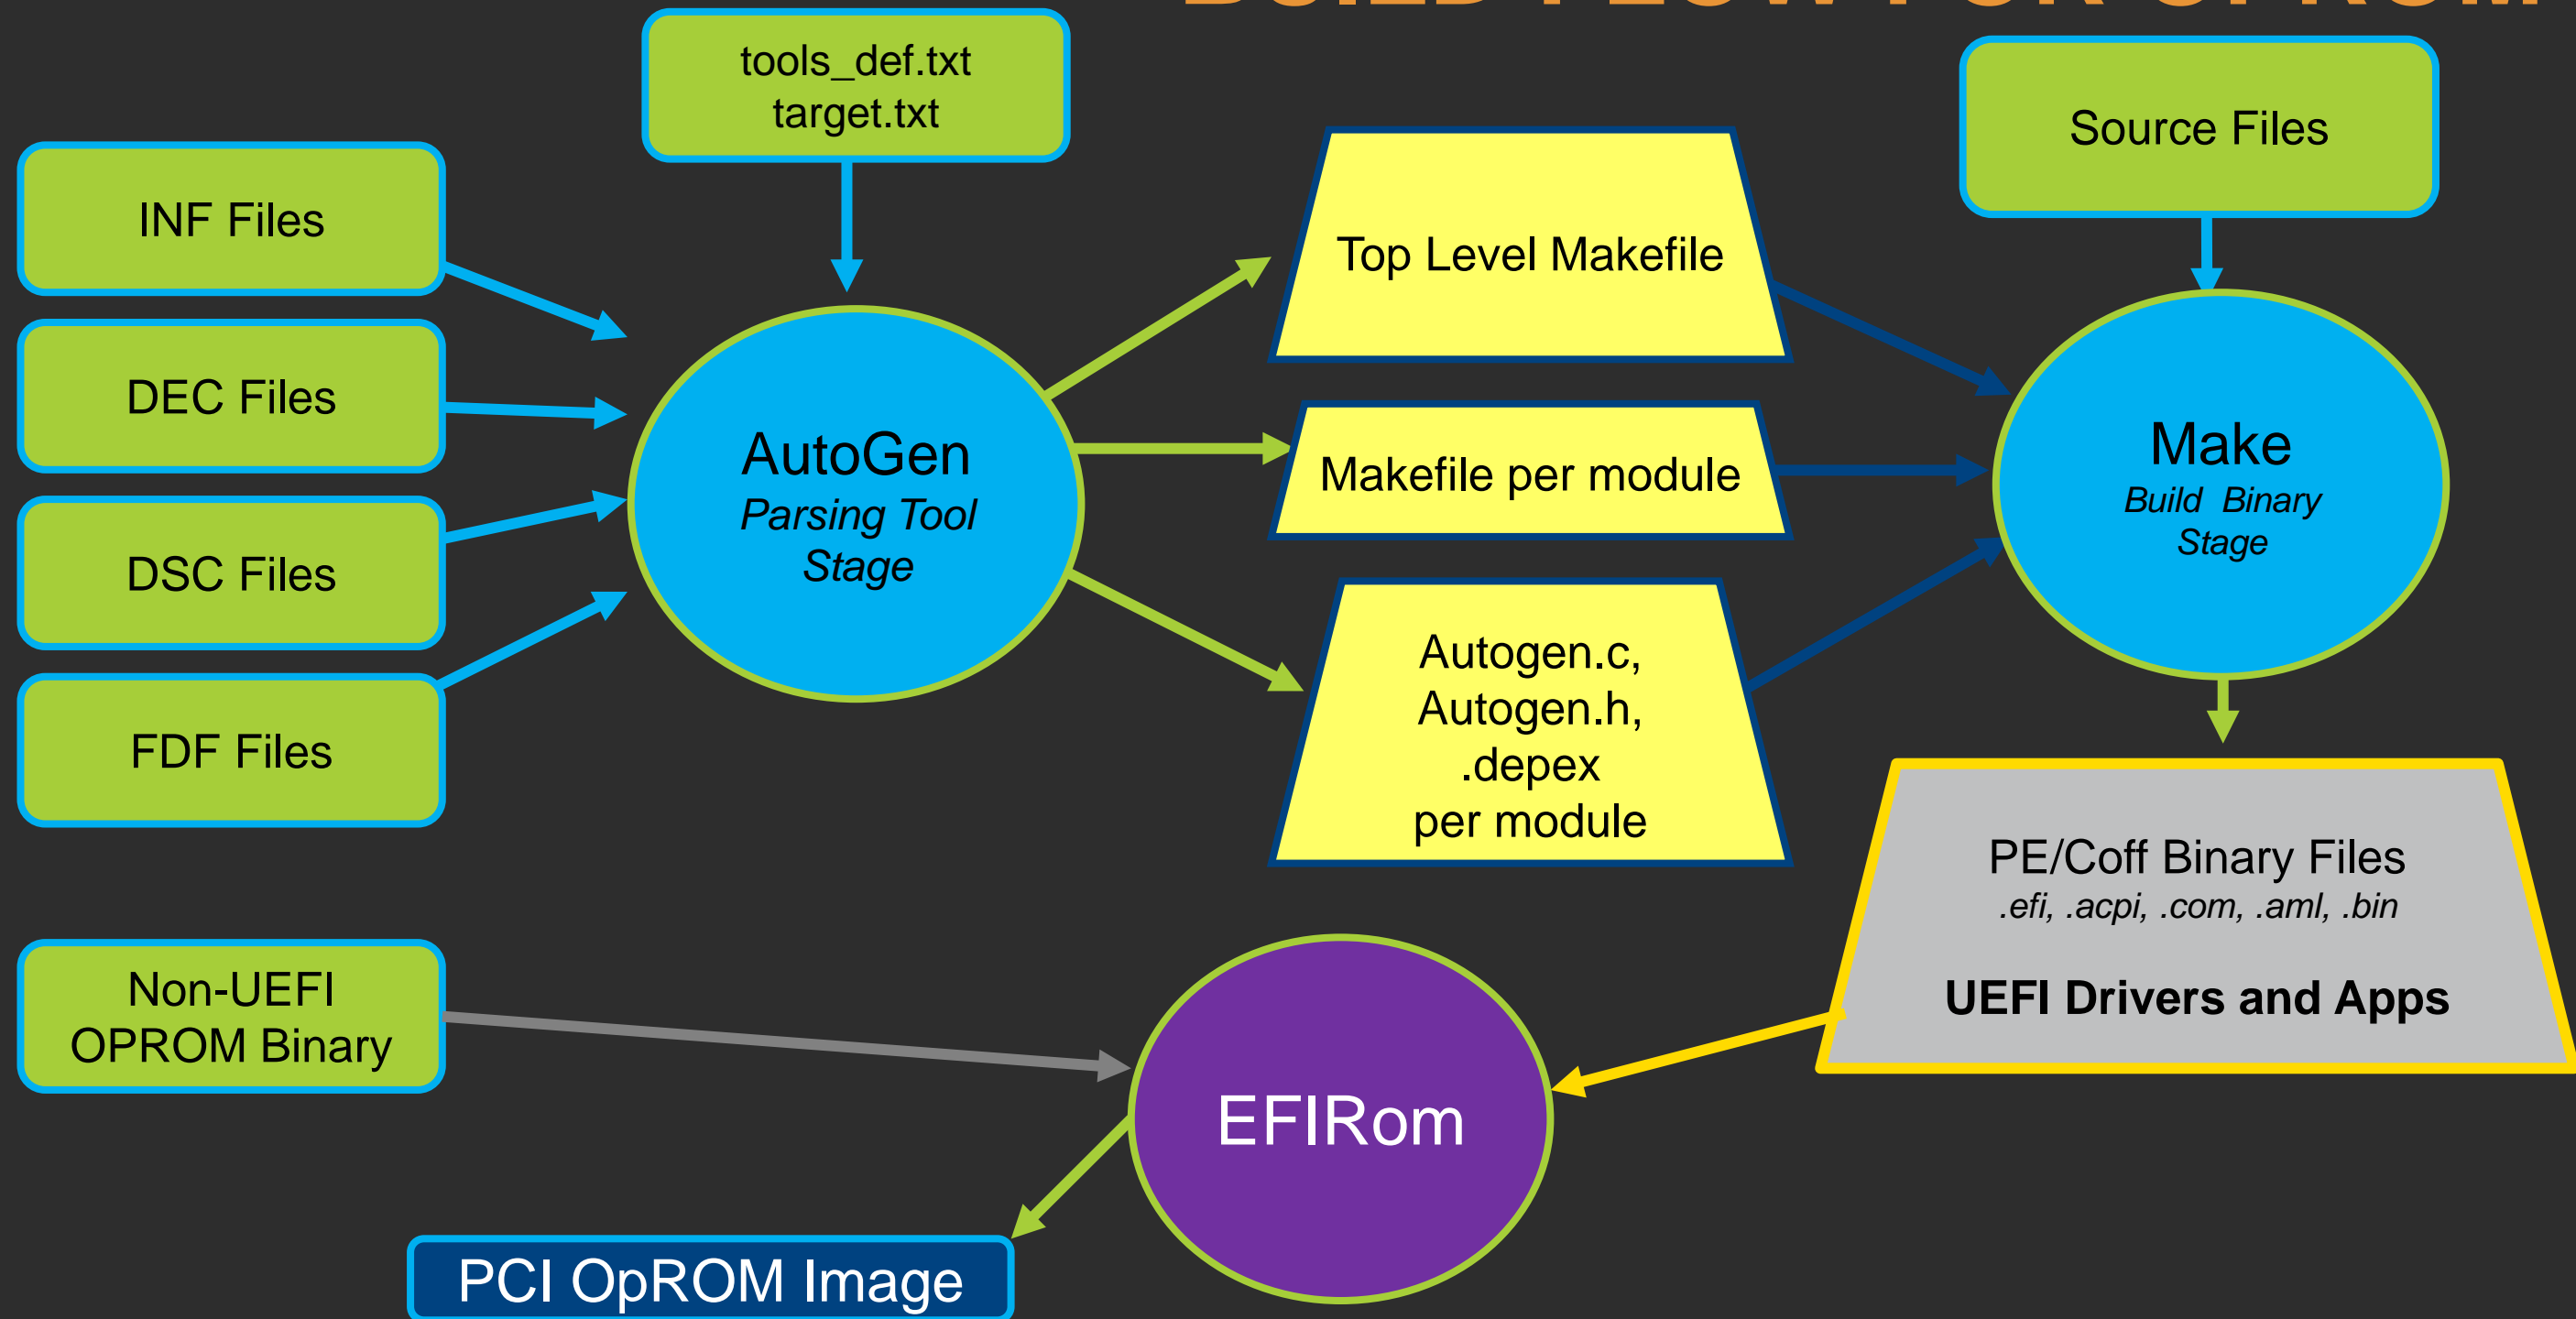 tools_def.txt
target.txt
Source Files
INF Files
Top Level Makefile
DEC Files
AutoGen
Parsing Tool
Stage
Makefile per module
Make
Build  Binary
Stage
DSC Files
Autogen.c,
Autogen.h,
.depex
per module
FDF Files
PE/Coff Binary Files
.efi, .acpi, .com, .aml, .bin
UEFI Drivers and Apps
Non-UEFI
OPROM Binary
EFIRom
PCI OpROM Image